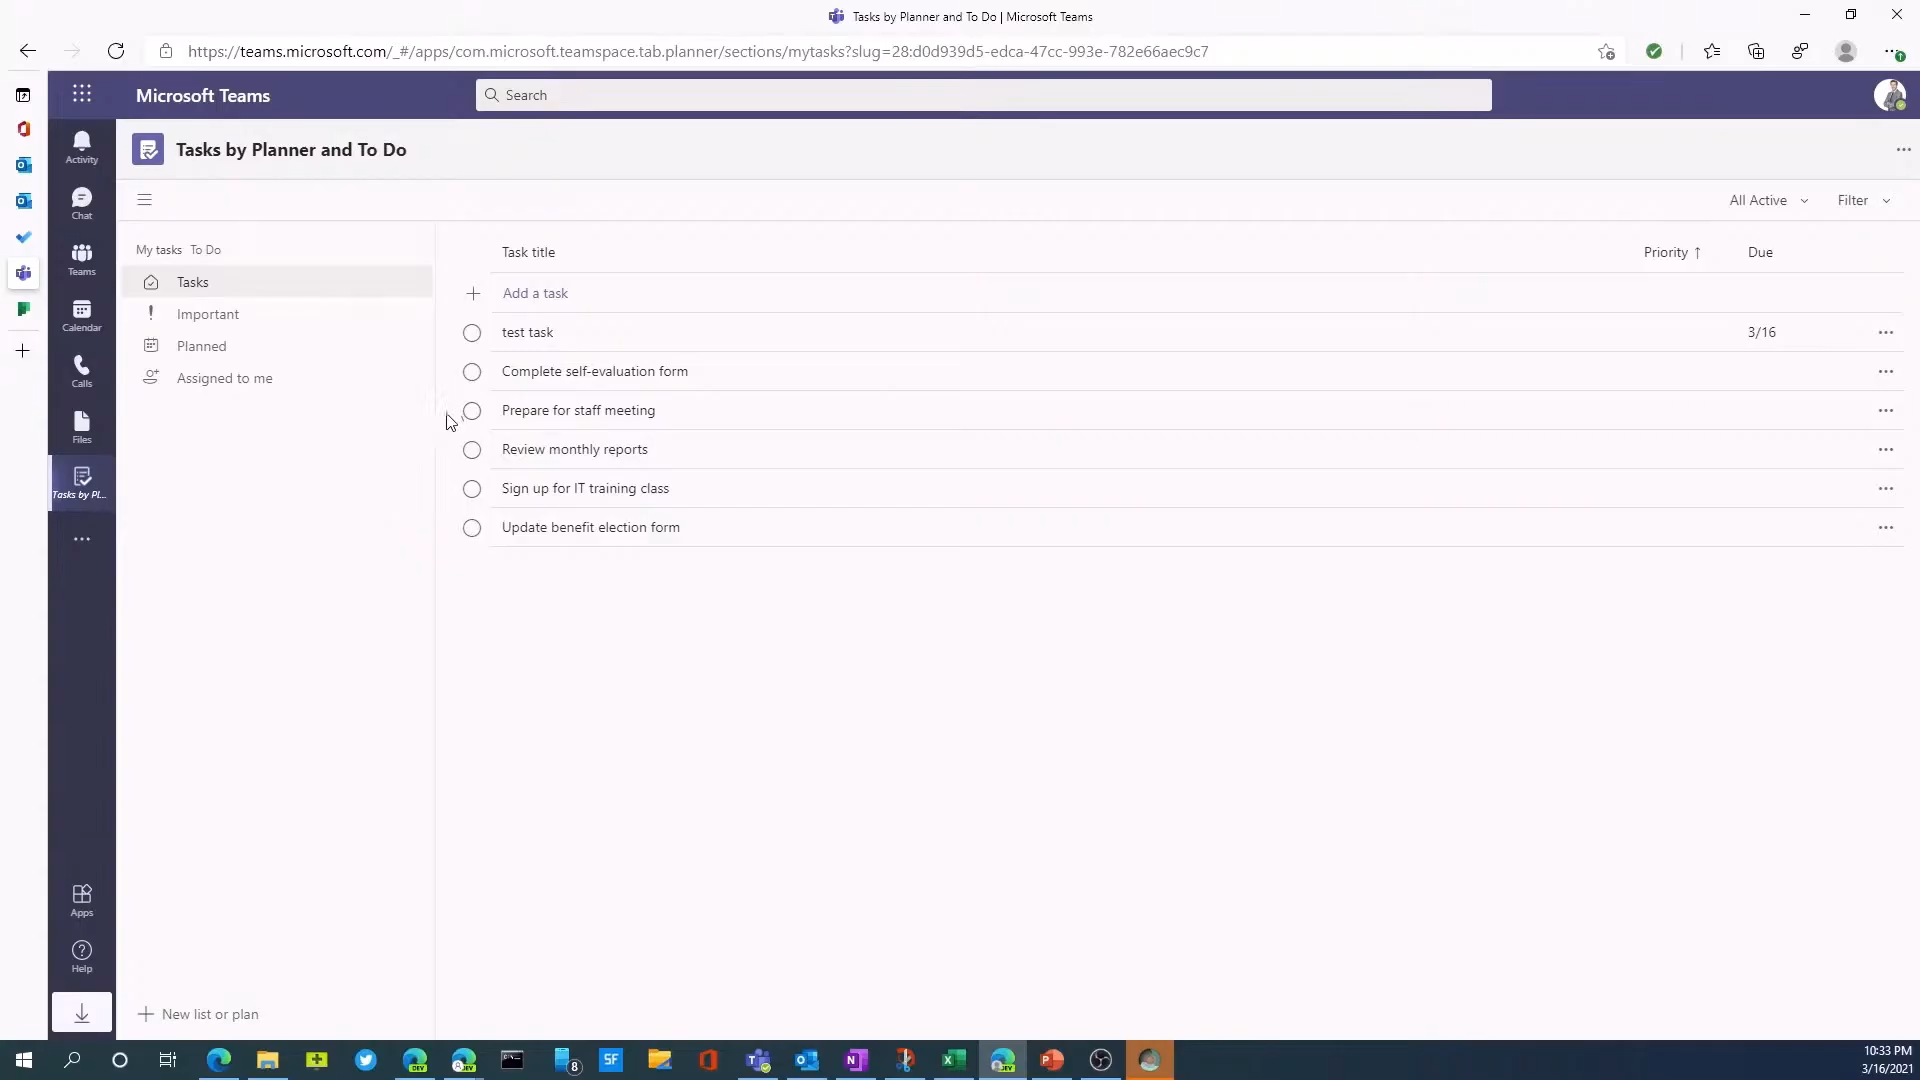 Tasks by Planner and To Do | Microsoft Teams
https://teams.microsoft.com/_#/apps/com.microsoft.teamspace.tab.planner/sections/mytasks?slug=28:d0d939d5-edca-47cc-993e-782e66aec9c7
Microsoft Teams
Search
Activity
Chat
Teams
Calendar
Calls
Files
Tasks by Pl...
Apps
Help
Tasks by Planner and To Do
All Active
Filter
My tasks To Do
Tasks
Important
Planned
Assigned to me
New list or plan
Task title Priority ↑ Due
Add a task
test task 3/16
Complete self-evaluation form
Prepare for staff meeting
Review monthly reports
Sign up for IT training class
Update benefit election form
DEV
DEV
8
SF
DEV
10:33 PM
3/16/2021